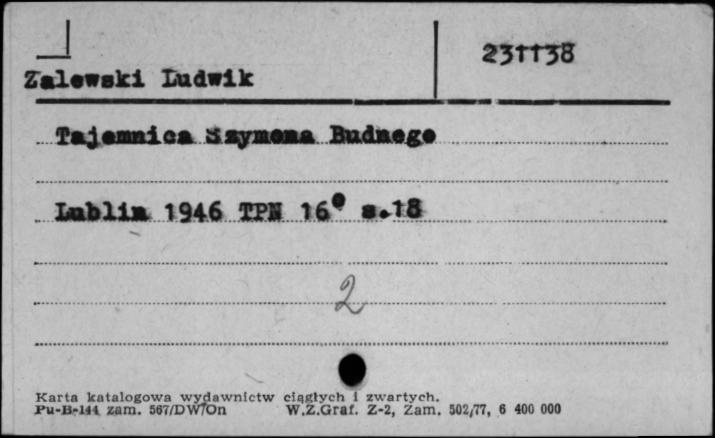 231138
Zalewski Ludwik
Tajemnica Szymona Budnego
Lublin 1946 TPN 16° s.18
2
Karta katalogowa wydawnictw ciągłych i zwartych.
Pu-B-144 zam. 567/DW/On W.Z.Graf. Z-2, Zam. 502/77, 6 400 000